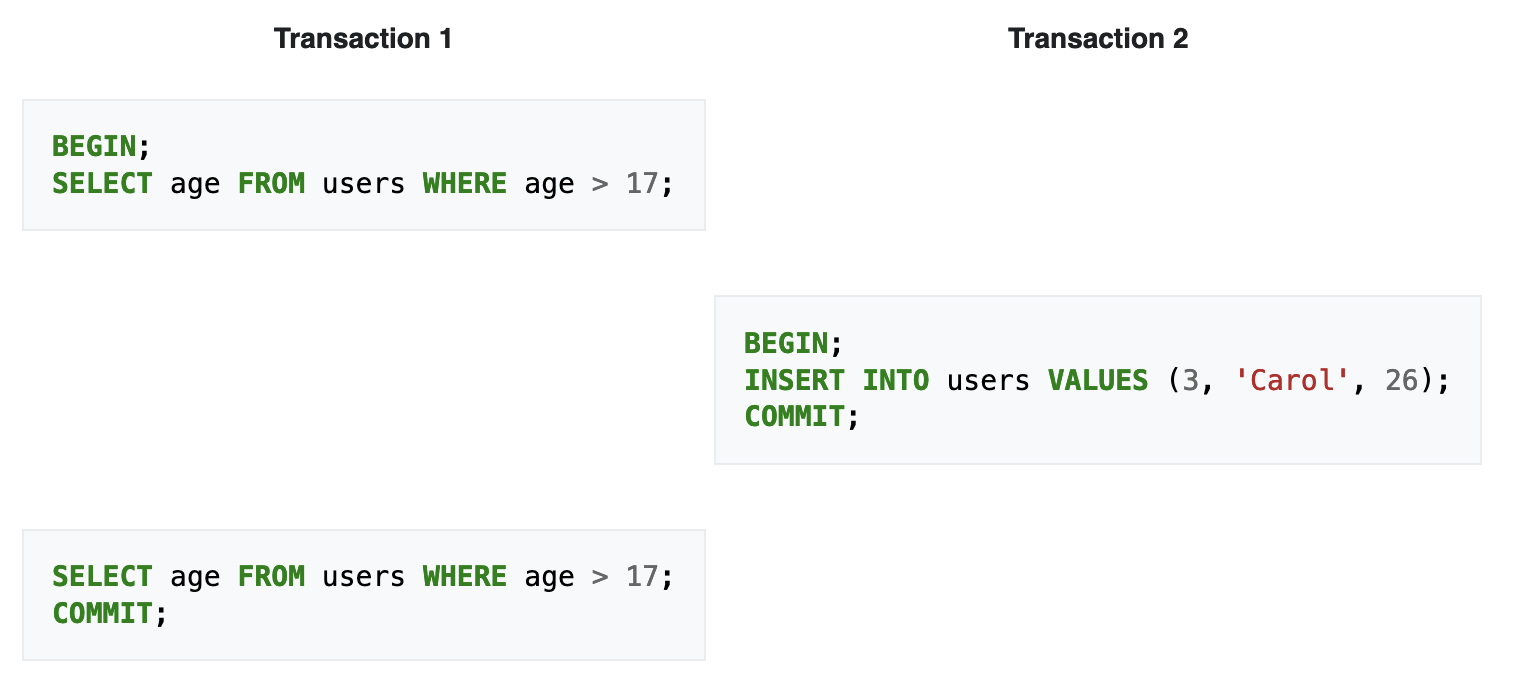 Transaction 1
Transaction 2
BEGIN;
SELECT age FROM users WHERE age > 17;
BEGIN;
INSERT INTO users VALUES (3, 'Carol', 26);
COMMIT;
SELECT age FROM users WHERE age > 17;
COMMIT;